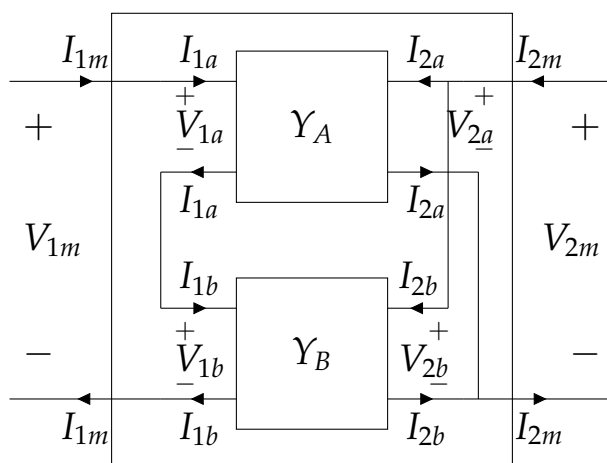 I1m I1a I2a I2m
+ + + +
V1a YA V2a
− −
I1a I2a
V1m V2m
I1b I2b
+ +
− V1b YB V2b −
− −
I1m I1b I2b I2m